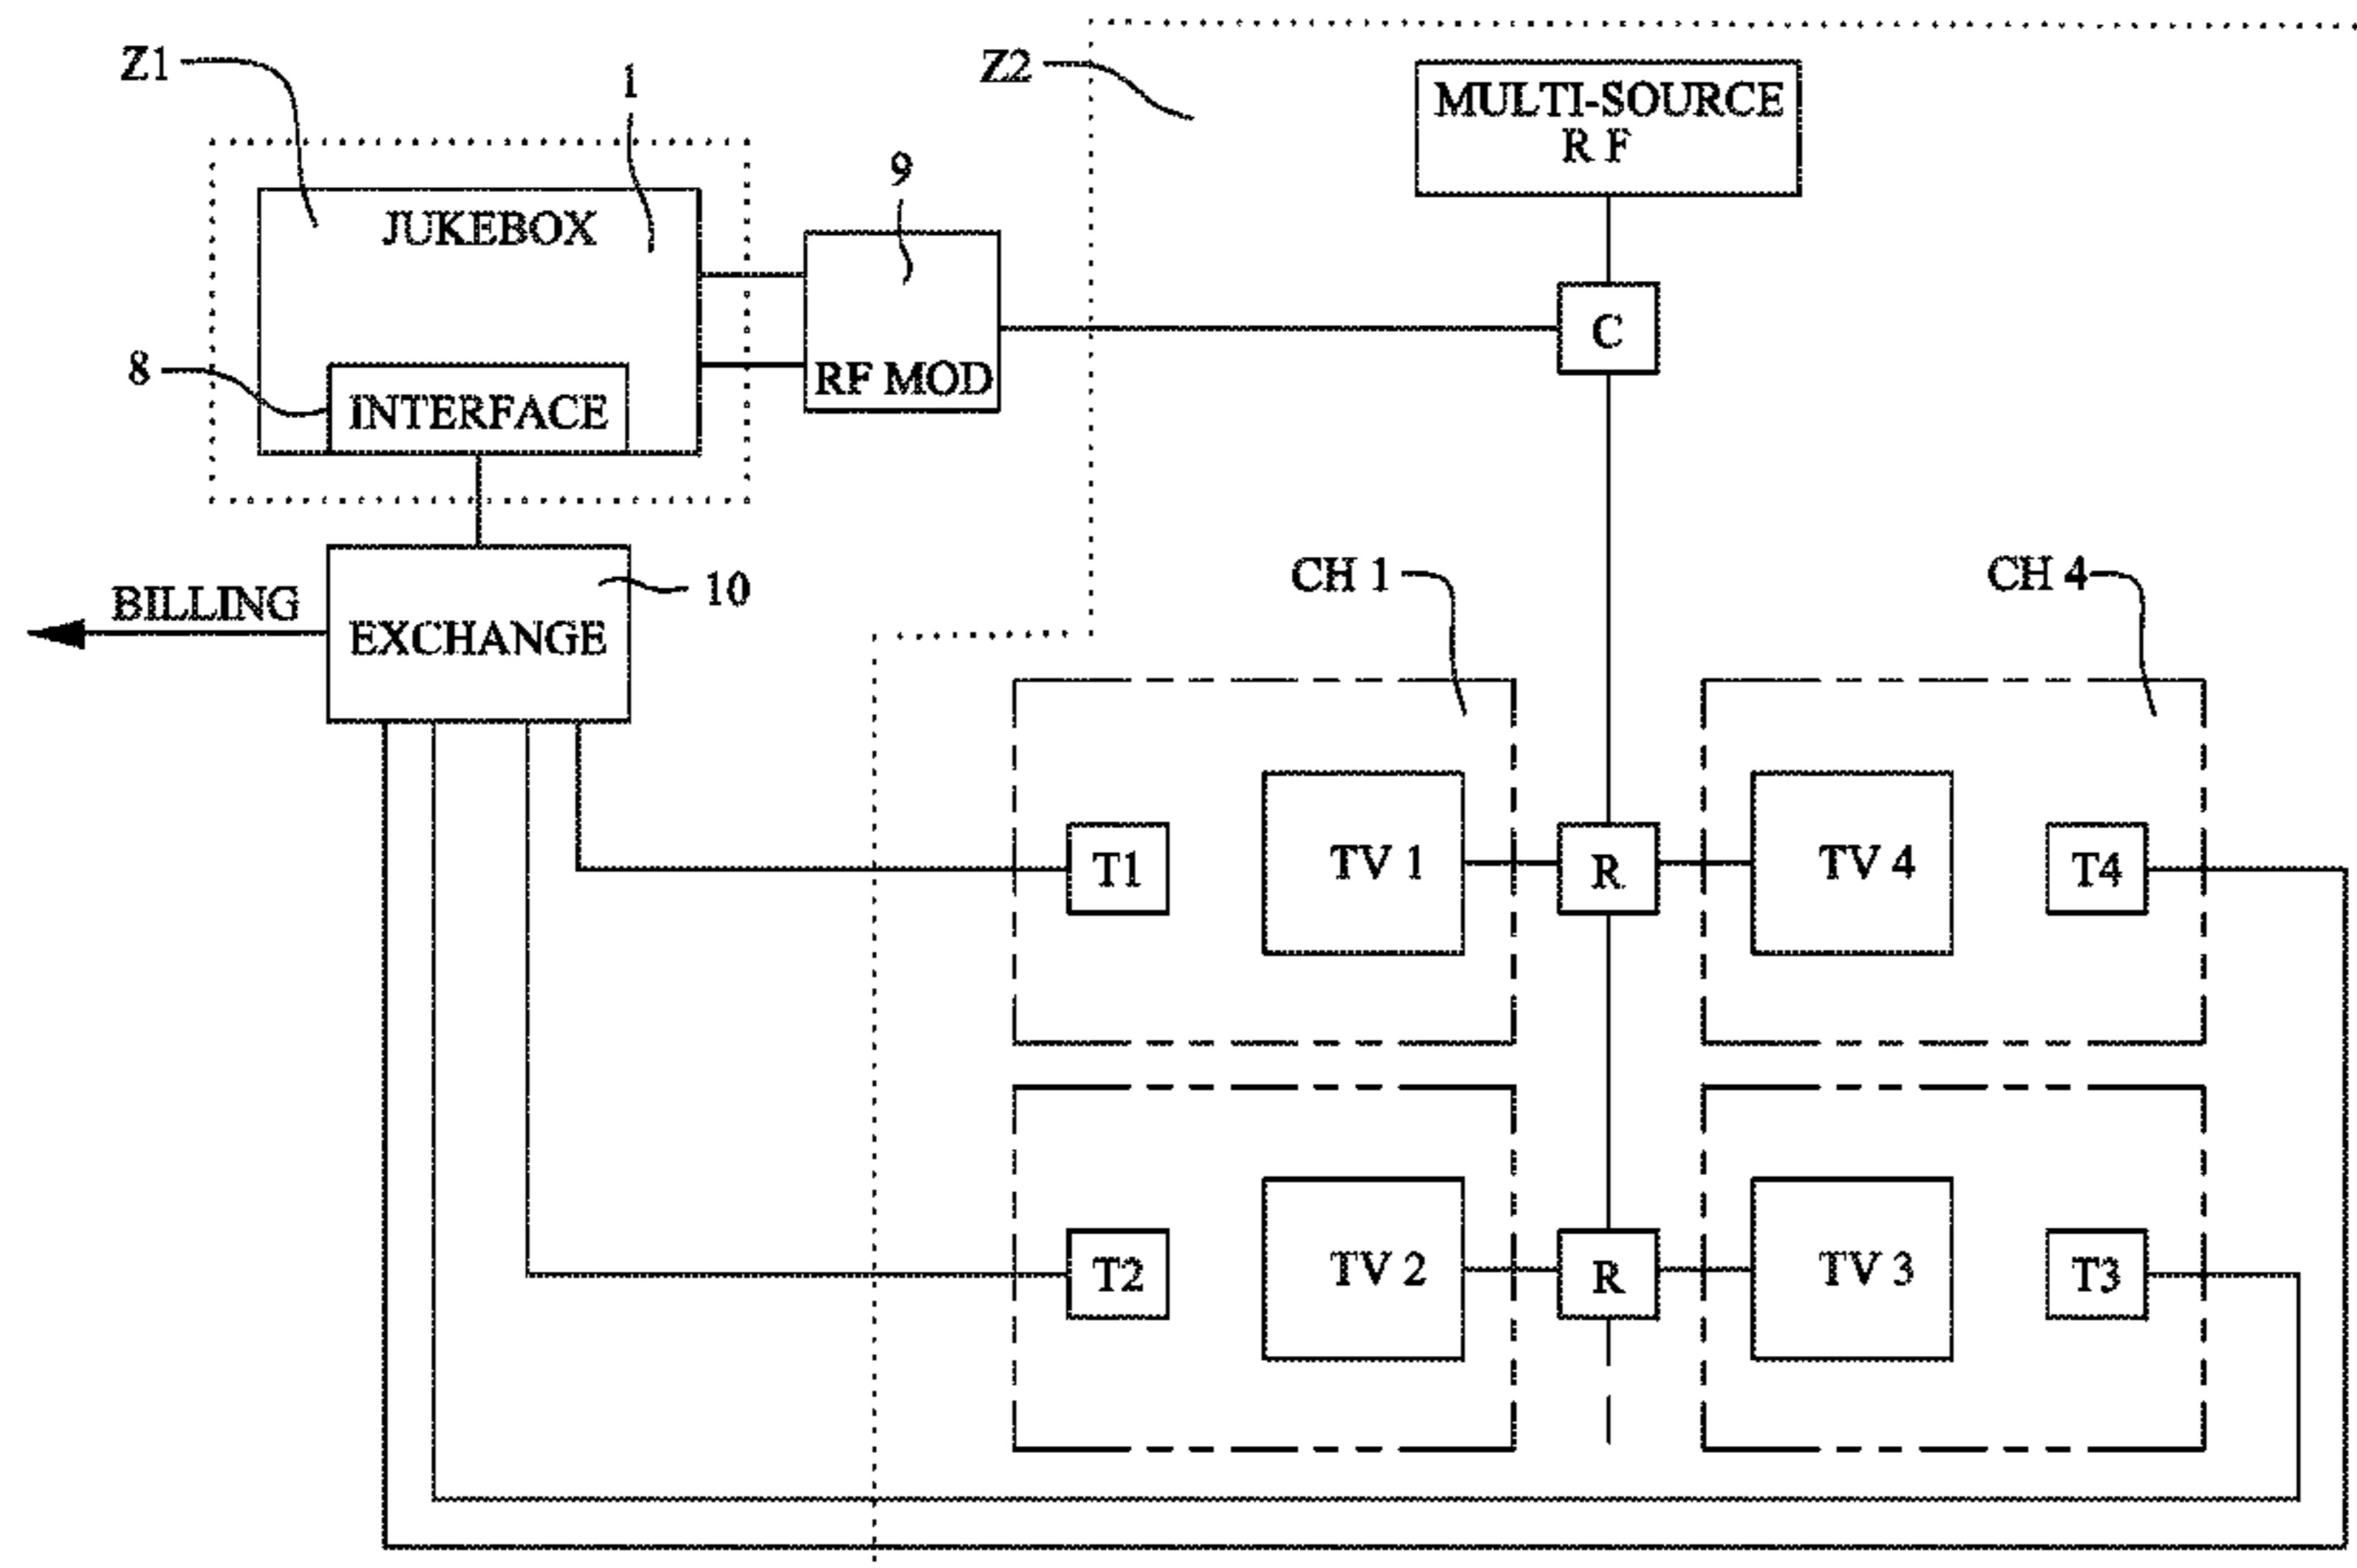 Z1
1
Z2
MULTI-SOURCE
R F
9
JUKEBOX
C
8
INTERFACE
RF MOD
BILLING
10
EXCHANGE
CH 1
CH 4
T1
TV 1
R
TV 4
T4
T2
TV 2
R
TV 3
T3